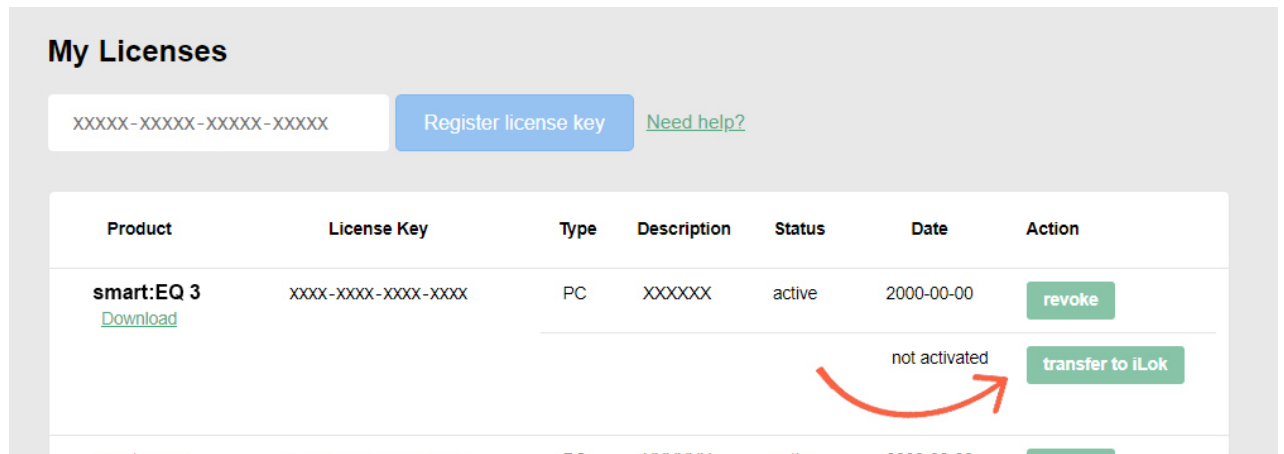 My Licenses
XXXXX-XXXXX-XXXXX-XXXXX Register license key Need help?
Product License Key Type Description Status Date Action
smart:EQ 3 XXXX-XXXX-XXXX-XXXX PC XXXXXX active 2000-00-00 revoke
Download
not activated transfer to iLok